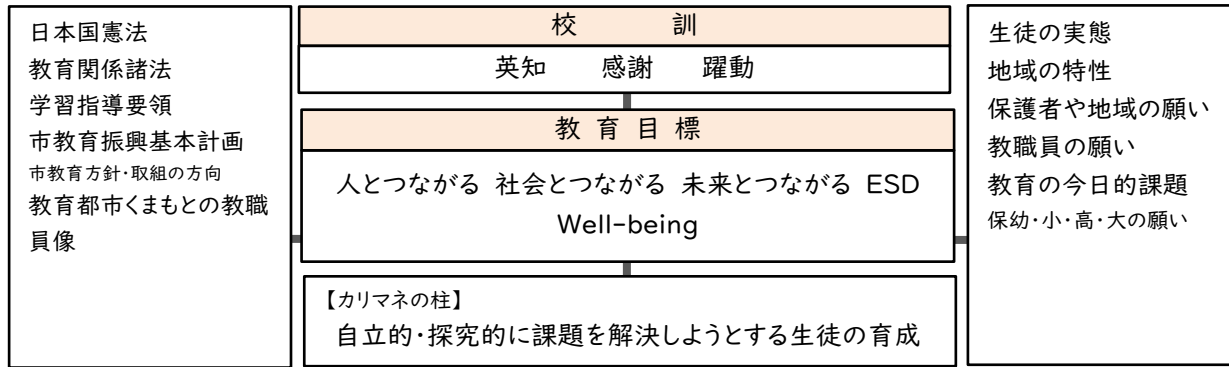 日本国憲法
教育関係諸法
学習指導要領
市教育振興基本計画
市教育方針・取組の方向
教育都市くまもとの教職
員像
校 訓
英知 感謝 躍動
教育目標
人とつながる 社会とつながる 未来とつながる ESD
Well-being
【カリマネの柱】
自立的・探究的に課題を解決しようとする生徒の育成
生徒の実態
地域の特性
保護者や地域の願い
教職員の願い
教育の今日的課題
保幼・小・高・大の願い